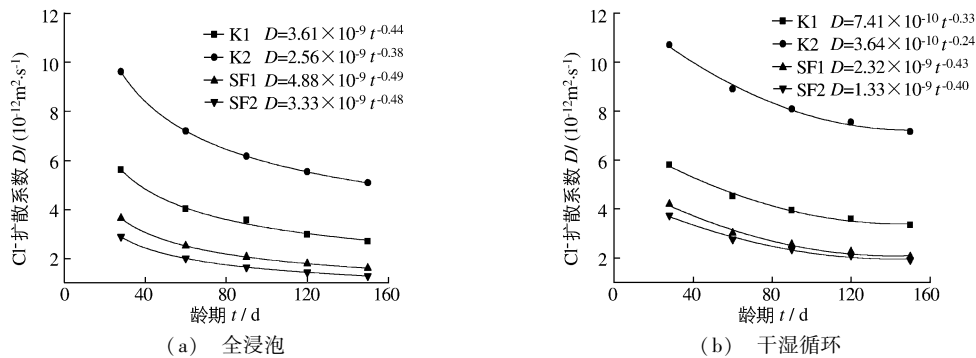 12
10
8
6
4
2
0 40 80 120 160
Cl⁻扩散系数 D/ (10⁻¹²m²·s⁻¹)
K1 D=3.61×10⁻⁹ t⁻⁰·⁴⁴
K2 D=2.56×10⁻⁹ t⁻⁰·³⁸
SF1 D=4.88×10⁻⁹ t⁻⁰·⁴⁹
SF2 D=3.33×10⁻⁹ t⁻⁰·⁴⁸
龄期 t / d
(a) 全浸泡
12
10
8
6
4
2
0 40 80 120 160
Cl⁻扩散系数 D/ (10⁻¹²m²·s⁻¹)
K1 D=7.41×10⁻¹⁰ t⁻⁰·³³
K2 D=3.64×10⁻¹⁰ t⁻⁰·²⁴
SF1 D=2.32×10⁻⁹ t⁻⁰·⁴³
SF2 D=1.33×10⁻⁹ t⁻⁰·⁴⁰
龄期 t / d
(b) 干湿循环